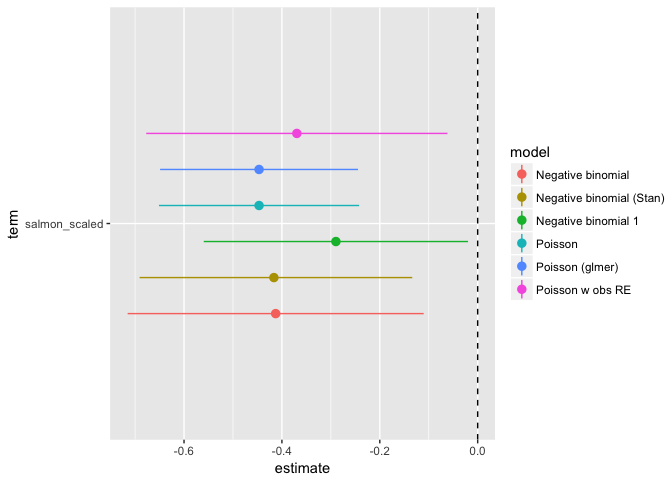 term
salmon_scaled
-0.6
-0.4
-0.2
0.0
estimate
model
Negative binomial
Negative binomial (Stan)
Negative binomial 1
Poisson
Poisson (glmer)
Poisson w obs RE